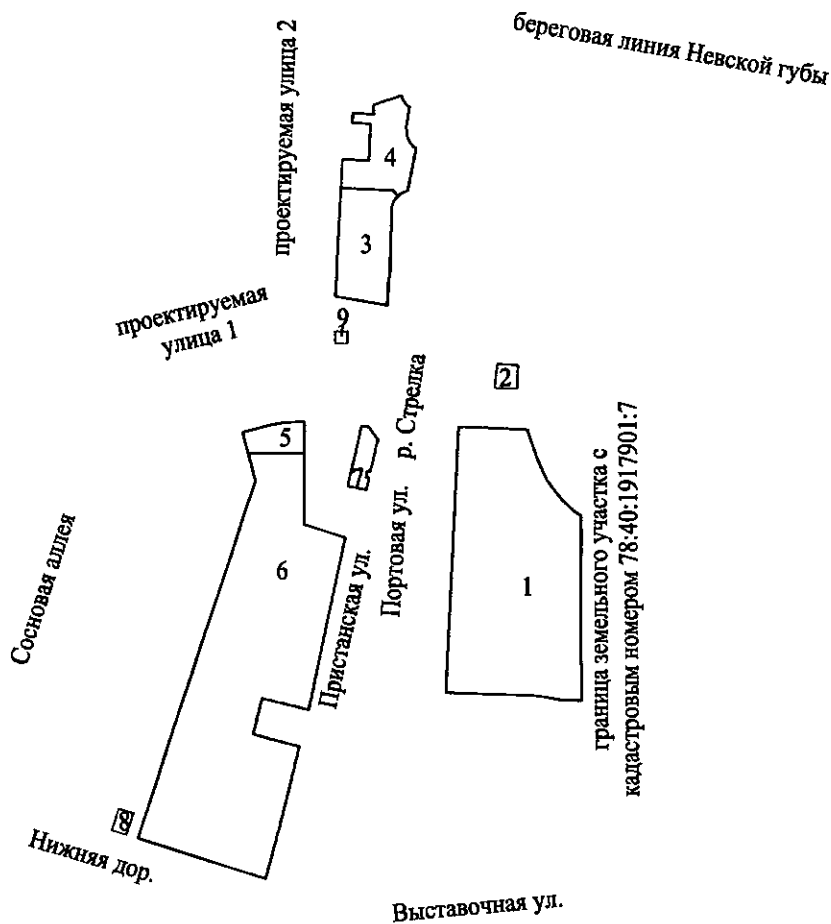 береговая линия Невской губы
проектируемая улица 2
4
3
проектируемая
улица 1
9
2
р. Стрелка
5
7
граница земельного участка с
кадастровым номером 78:40:1917901:7
Портовая ул.
Сосновая аллея
6
1
Пристанская ул.
8
Нижняя дор.
Выставочная ул.